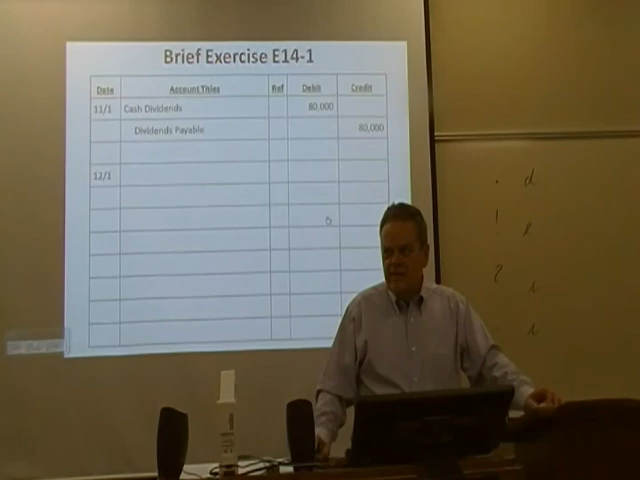 Brief Exercise E14-1
Date Account Titles Ref Debit Credit
11/1 Cash Dividends 80,000
Dividends Payable 80,000
12/1